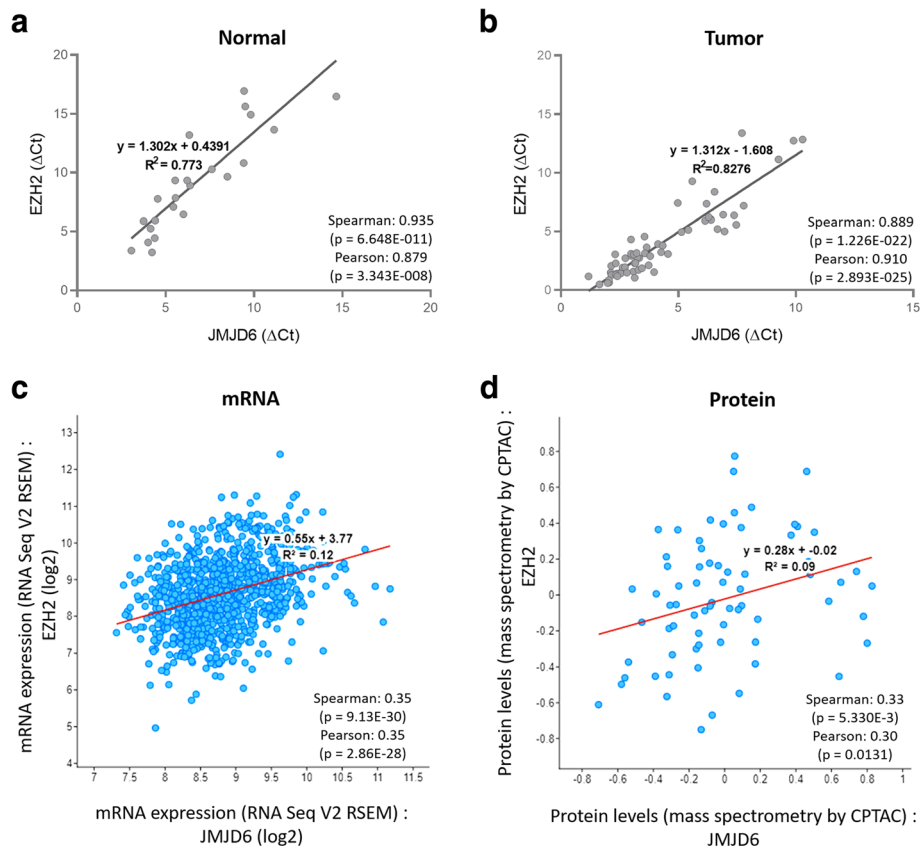 a
Normal
20
15
10
5
0
EZH2 (ΔCt)
y = 1.302x + 0.4391
R² = 0.773
Spearman: 0.935
(p = 6.648E-011)
Pearson: 0.879
(p = 3.343E-008)
0 5 10 15 20
JMJD6 (ΔCt)
b
Tumor
20
15
10
5
0
EZH2 (ΔCt)
y = 1.312x - 1.608
R²=0.8276
Spearman: 0.889
(p = 1.226E-022)
Pearson: 0.910
(p = 2.893E-025)
0 5 10 15
JMJD6 (ΔCt)
c
mRNA
13
12
11
10
9
8
7
6
5
4
mRNA expression (RNA Seq V2 RSEM) :
EZH2 (log2)
y = 0.55x + 3.77
R² = 0.12
Spearman: 0.35
(p = 9.13E-30)
Pearson: 0.35
(p = 2.86E-28)
7 7.5 8 8.5 9 9.5 10 10.5 11 11.5
mRNA expression (RNA Seq V2 RSEM) :
JMJD6 (log2)
d
Protein
0.8
0.6
0.4
0.2
0
-0.2
-0.4
-0.6
-0.8
Protein levels (mass spectrometry by CPTAC) :
EZH2
y = 0.28x + -0.02
R² = 0.09
Spearman: 0.33
(p = 5.330E-3)
Pearson: 0.30
(p = 0.0131)
-0.8 -0.6 -0.4 -0.2 0 0.2 0.4 0.6 0.8 1
Protein levels (mass spectrometry by CPTAC) :
JMJD6